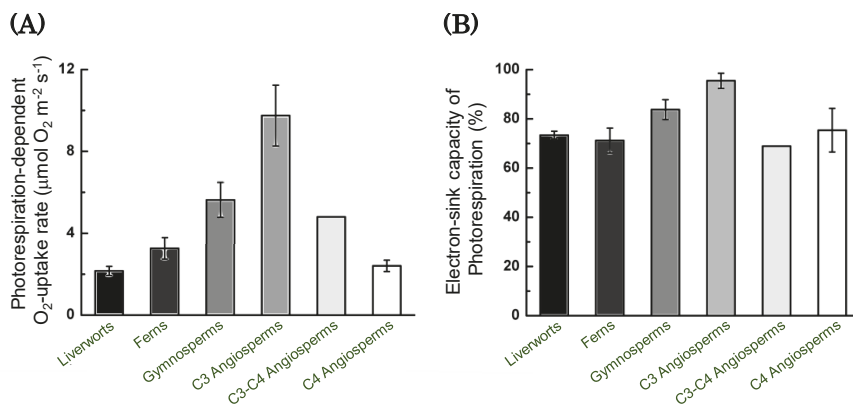 (A)
Photorespiration-dependent
O₂-uptake rate (μmol O₂ m⁻² s⁻¹)
12
8
4
0
Liverworts
Ferns
Gymnosperms
C3 Angiosperms
C3-C4 Angiosperms
C4 Angiosperms
(B)
Electron-sink capacity of
Photorespiration (%)
100
80
60
40
20
0
Liverworts
Ferns
Gymnosperms
C3 Angiosperms
C3-C4 Angiosperms
C4 Angiosperms